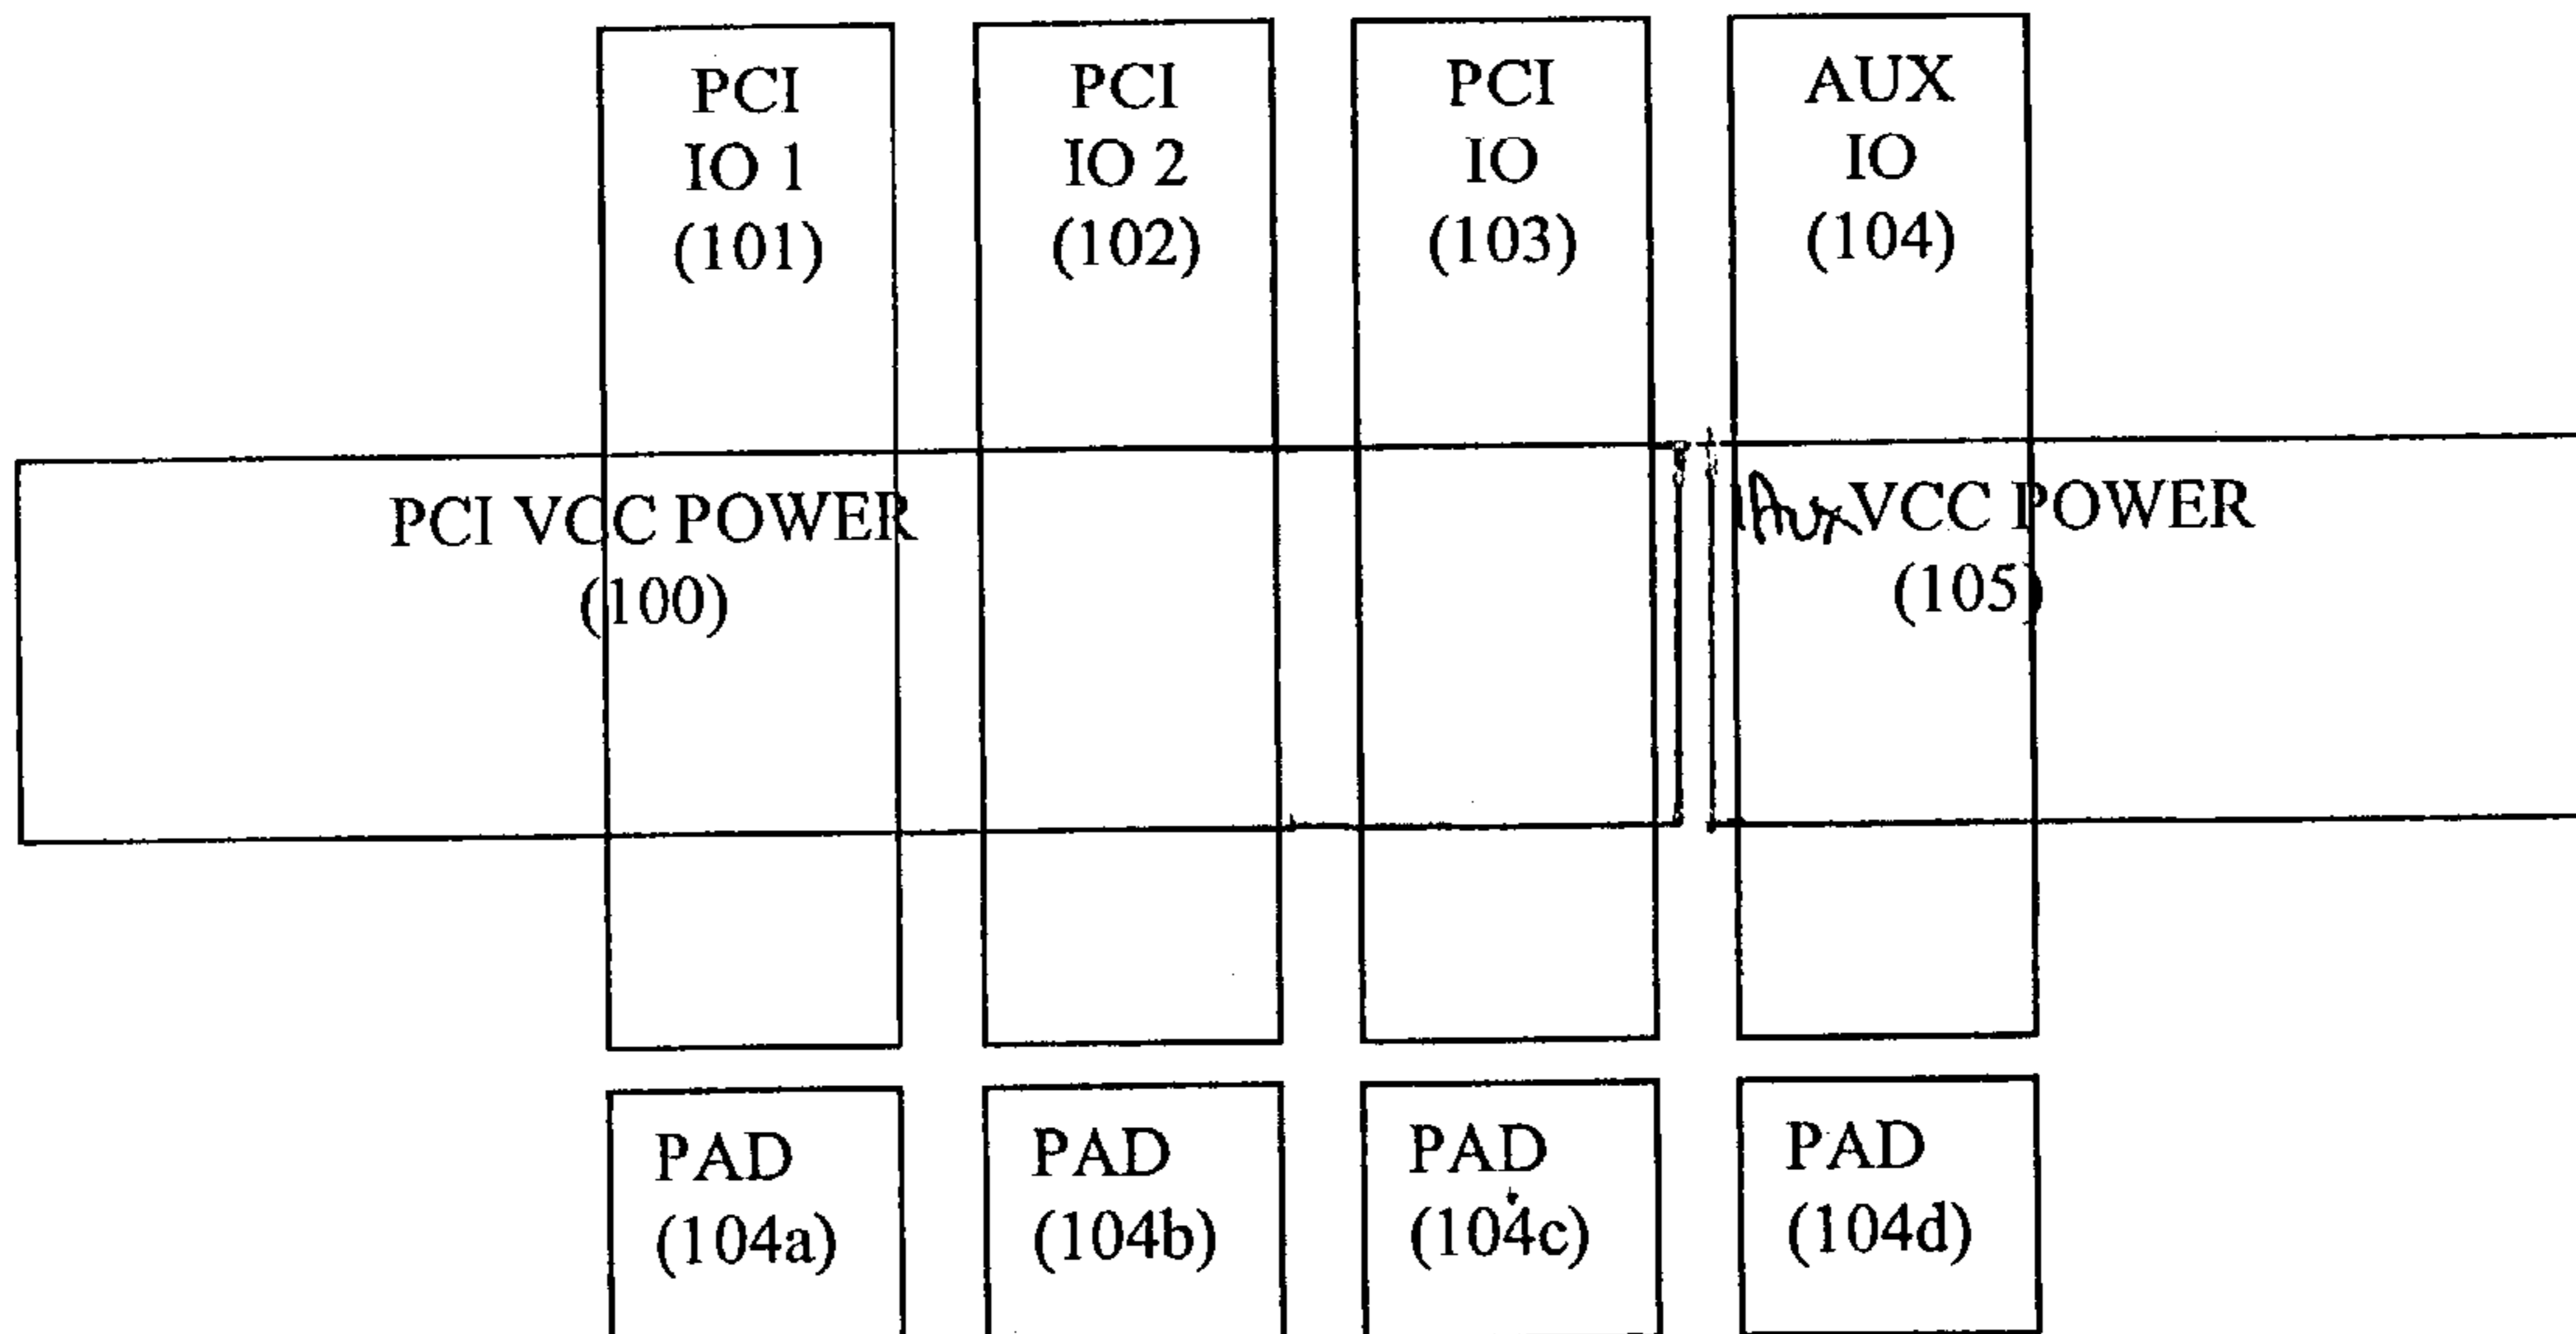 PCI
IO 1
(101)
PCI
IO 2
(102)
PCI
IO
(103)
AUX
IO
(104)
PCI VCC POWER
(100)
Aux VCC POWER
(105)
PAD
(104a)
PAD
(104b)
PAD
(104c)
PAD
(104d)